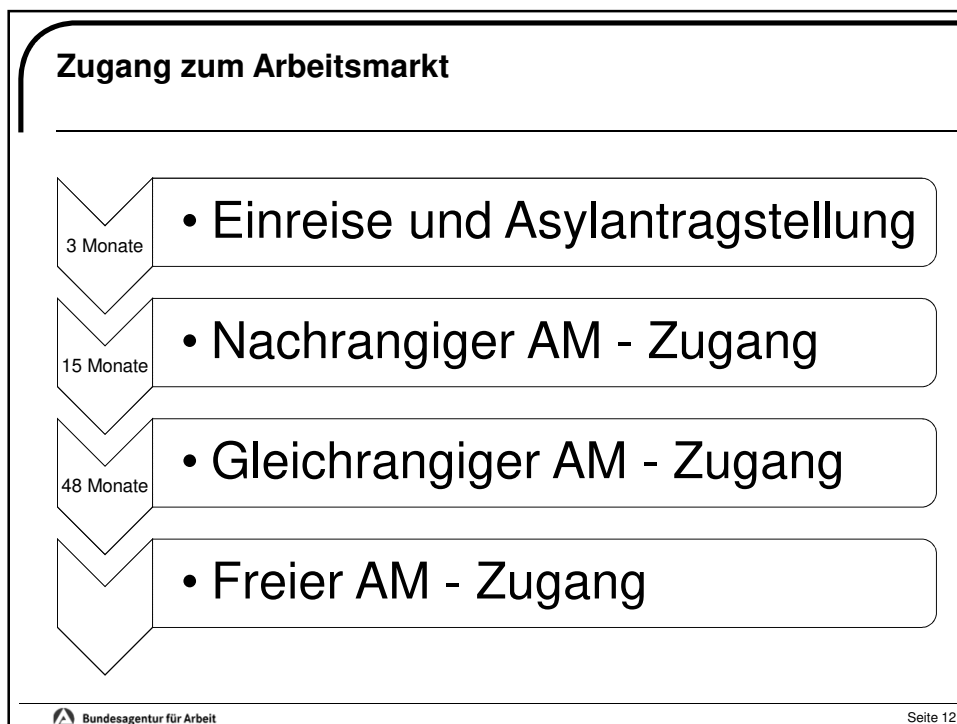 Zugang zum Arbeitsmarkt
3 Monate
• Einreise und Asylantragstellung
15 Monate
• Nachrangiger AM - Zugang
48 Monate
• Gleichrangiger AM - Zugang
• Freier AM - Zugang
Bundesagentur für Arbeit
Seite 12